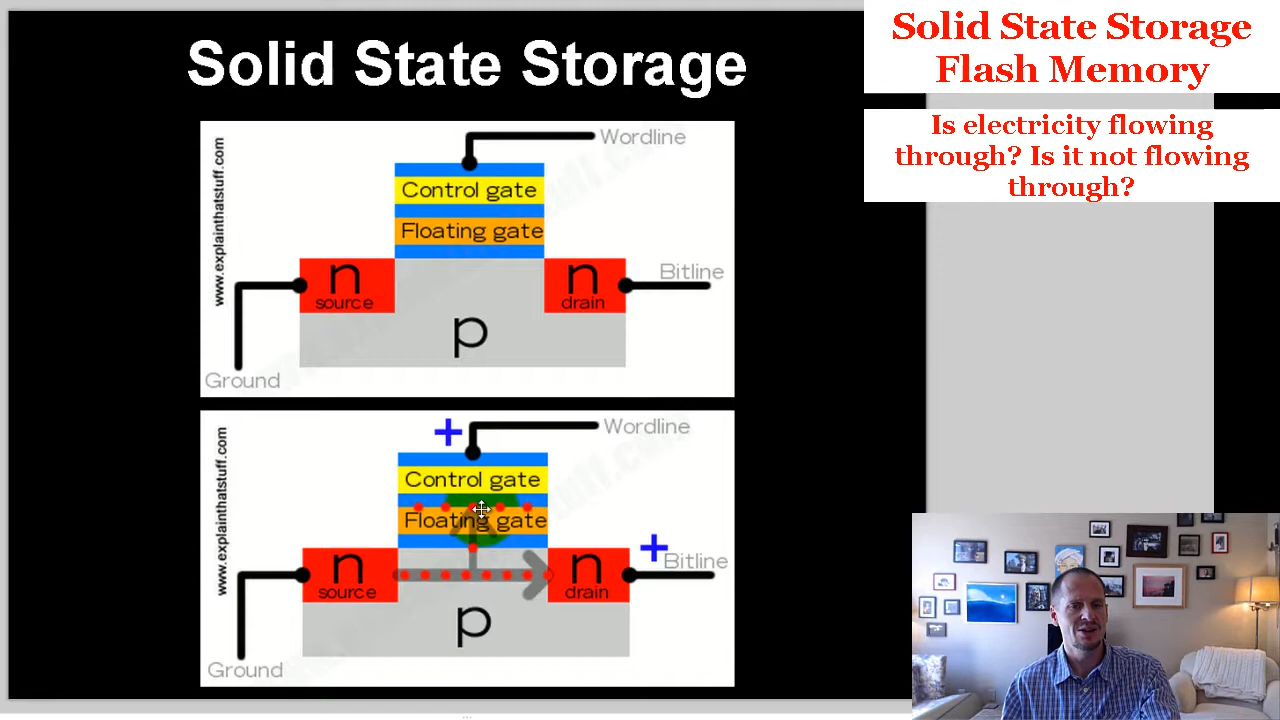 Solid State Storage
Solid State Storage
Flash Memory
Is electricity flowing
through? Is it not flowing
through?
www.explainthatstuff.com
Wordline
Control gate
Floating gate
n
source
n
drain
Bitline
p
Ground
www.explainthatstuff.com
+
Wordline
Control gate
Floating gate
n
source
n
drain
+
Bitline
p
Ground